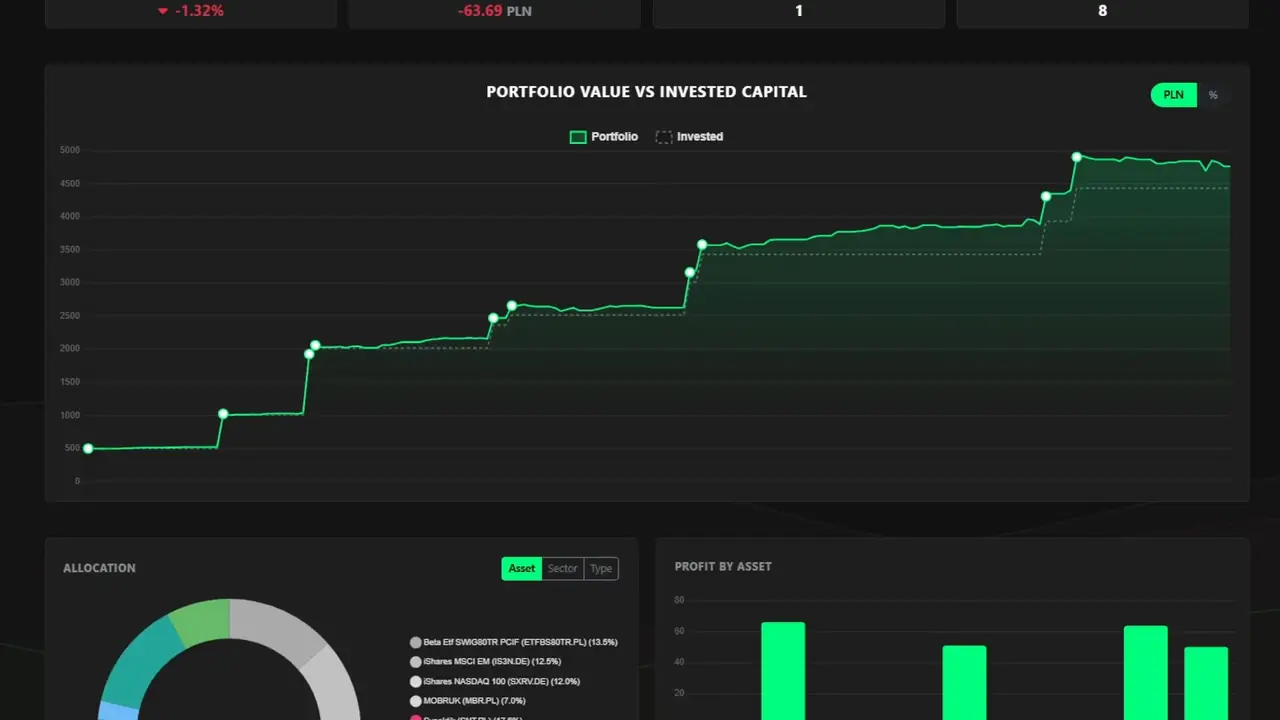 -1.32%
-63.69 PLN
1
8
PORTFOLIO VALUE VS INVESTED CAPITAL
PLN %
Portfolio Invested
5000
4500
4000
3500
3000
2500
2000
1500
1000
500
0
ALLOCATION
Asset Sector Type
Beta Etf SWIG80TR PCIF (ETFBS80TR.PL) (13.5%)
iShares MSCI EM (IS3N.DE) (12.5%)
iShares NASDAQ 100 (SXRV.DE) (12.0%)
MOBRUK (MBR.PL) (7.0%)
PROFIT BY ASSET
80
60
40
20